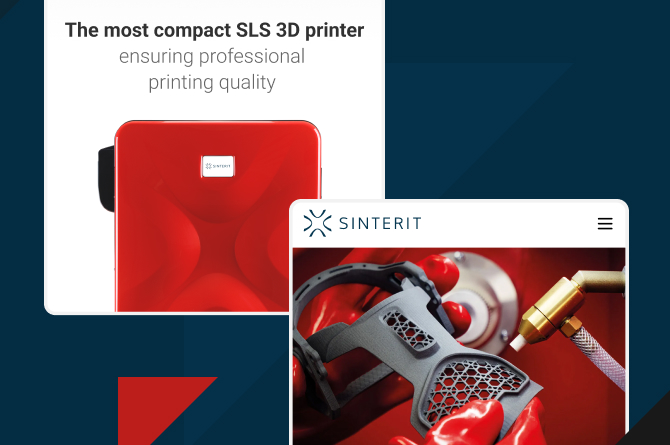 The most compact SLS 3D printer
ensuring professional
printing quality
SINTERIT
SINTERIT